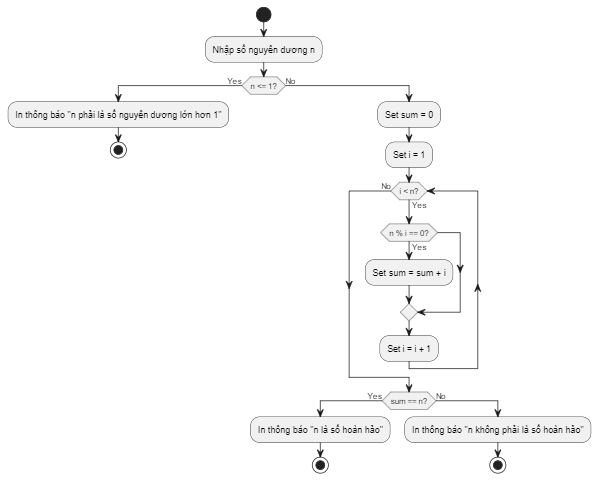 Nhập số nguyên dương n
Yes
n <= 1?
No
In thông báo "n phải là số nguyên dương lớn hơn 1"
Set sum = 0
Set i = 1
No
i < n?
Yes
n % i == 0?
Yes
Set sum = sum + i
Set i = i + 1
Yes
sum == n?
No
In thông báo "n là số hoàn hảo"
In thông báo "n không phải là số hoàn hảo"